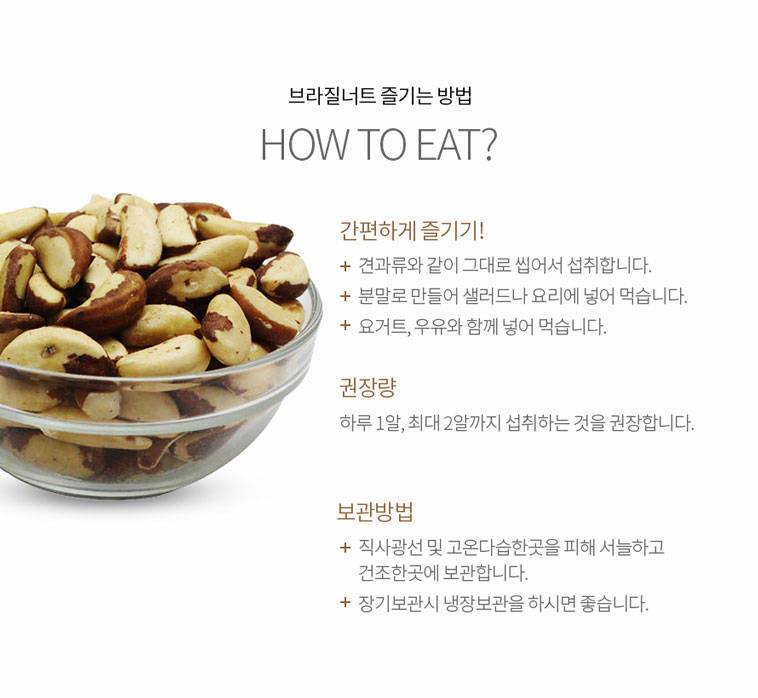 브라질너트 즐기는 방법
HOW TO EAT?
간편하게 즐기기!
+ 견과류와 같이 그대로 씹어서 섭취합니다.
+ 분말로 만들어 샐러드나 요리에 넣어 먹습니다.
+ 요거트, 우유와 함께 넣어 먹습니다.
권장량
하루 1알, 최대 2알까지 섭취하는 것을 권장합니다.
보관방법
+ 직사광선 및 고온다습한곳을 피해 서늘하고
건조한곳에 보관합니다.
+ 장기보관시 냉장보관을 하시면 좋습니다.